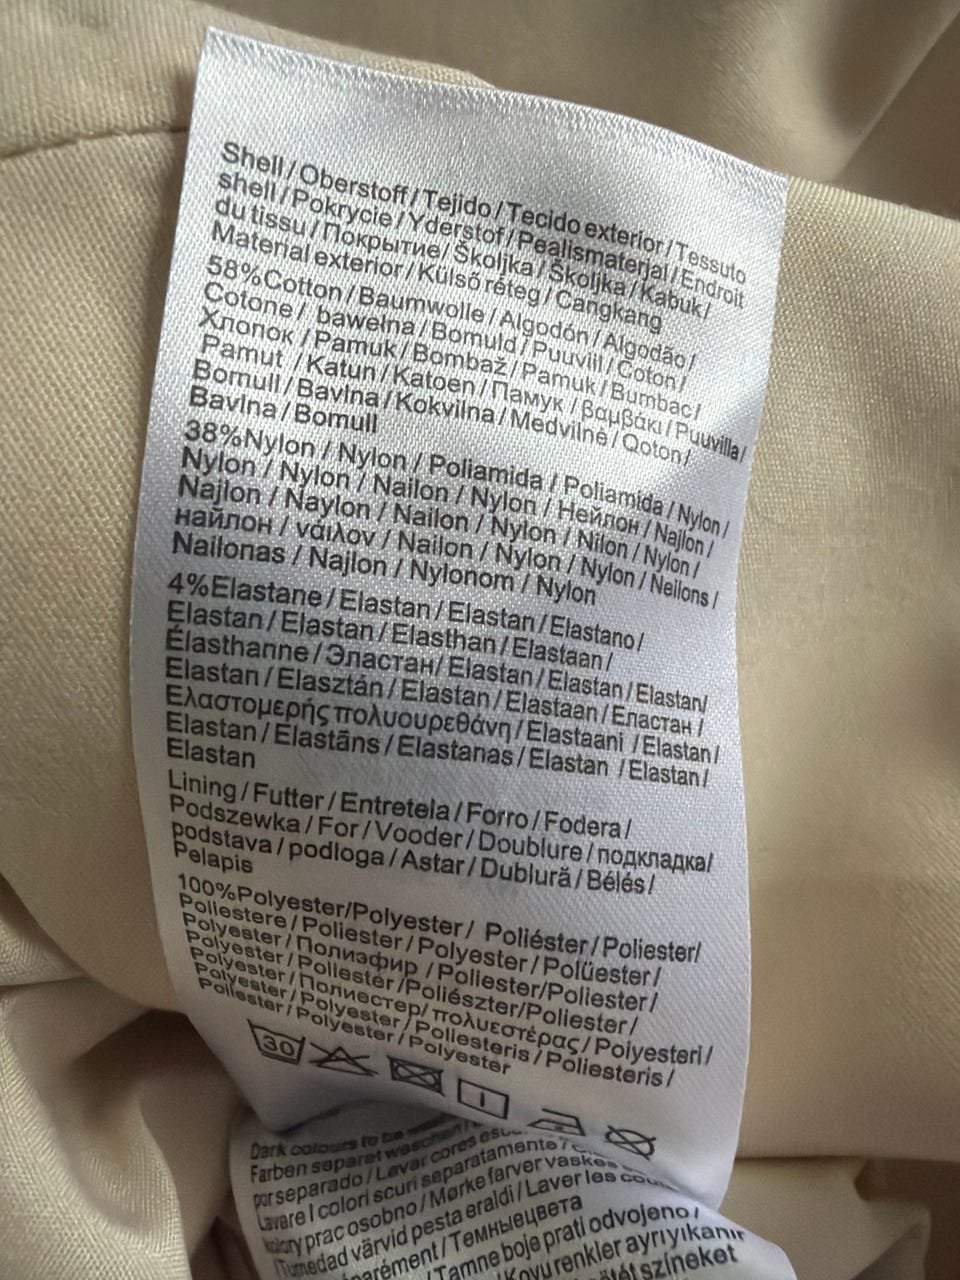 Shell/Oberstoff/Tejido/Tecido exterior/Tessuto
shell/Pokrycie/Yderstof/Pealismaterjal/Endroit
du tissu/Покрытие/Školjka/Školjka/Kabuk/
Material exterior/Külső réteg/Cangkang
58%Cotton/Baumwolle/Algodón/Algodão/
Cotone/ bawełna/Bomuld/Puuviil/Coton/
Хлопок/Pamuk/Bombaž/Pamuk/Bumbac/
Pamut /Katun/Katoen/Памук/βαμβάκι/Puuvilla/
Bomull/Bavlna/Kokvilna/Medvilnė/Qoton/
Bavlna/Bomull
38%Nylon / Nylon / Poliamida / Poliamida / Nylon /
Nylon / Nylon / Nailon / Nylon / Нейлон / Najlon /
Najlon / Naylon / Nailon / Nylon / Nilon / Nylon /
найлон / νάιλον / Nailon / Nylon / Nylon / Neilons /
Nailonas / Najlon / Nylonom / Nylon
4%Elastane/Elastan/Elastan/Elastano/
Elastan/Elastan/Elasthan/Elastaan/
Élasthanne/Эластан/Elastan/Elastan/Elastan/
Elastan/Elasztán/Elastan/Elastaan/Еластан/
Ελαστομερής πολυουρεθάνη/Elastaani /Elastan/
Elastan/Elastāns/Elastanas/Elastan /Elastan/
Elastan
Lining/Futter/Entretela/Forro/Fodera/
Podszewka/For/Vooder/Doublure/подкладка/
podstava/podloga/Astar/Dublură/Bélés/
Pelapis
100%Polyester/Polyester/ Poliéster/Poliester/
Poliestere/Poliester/Polyester/Polüester/
Polyester/Полиэфир /Poliester/Poliester/
Polyester/Poliester/Poliészter/Poliester/
Polyester/Полиестер/πολυεστέρας/Polyesteri/
Polyester/Polyester/Poliesteris/Poliesteris/
Poliester/Polyester/Polyester
30
Dark colours to be
Farben separat waschen/
por separado/Lavar cores
Lavare I colori scuri separatamente/
kolory prac osobno/Mørke farver vaskes
/Tumedad värvid pesta eraldi/Laver les
/Темные цвета
/Tamne boje prati odvojeno/
/Koyu renkler ayrı yıkanır
színeket